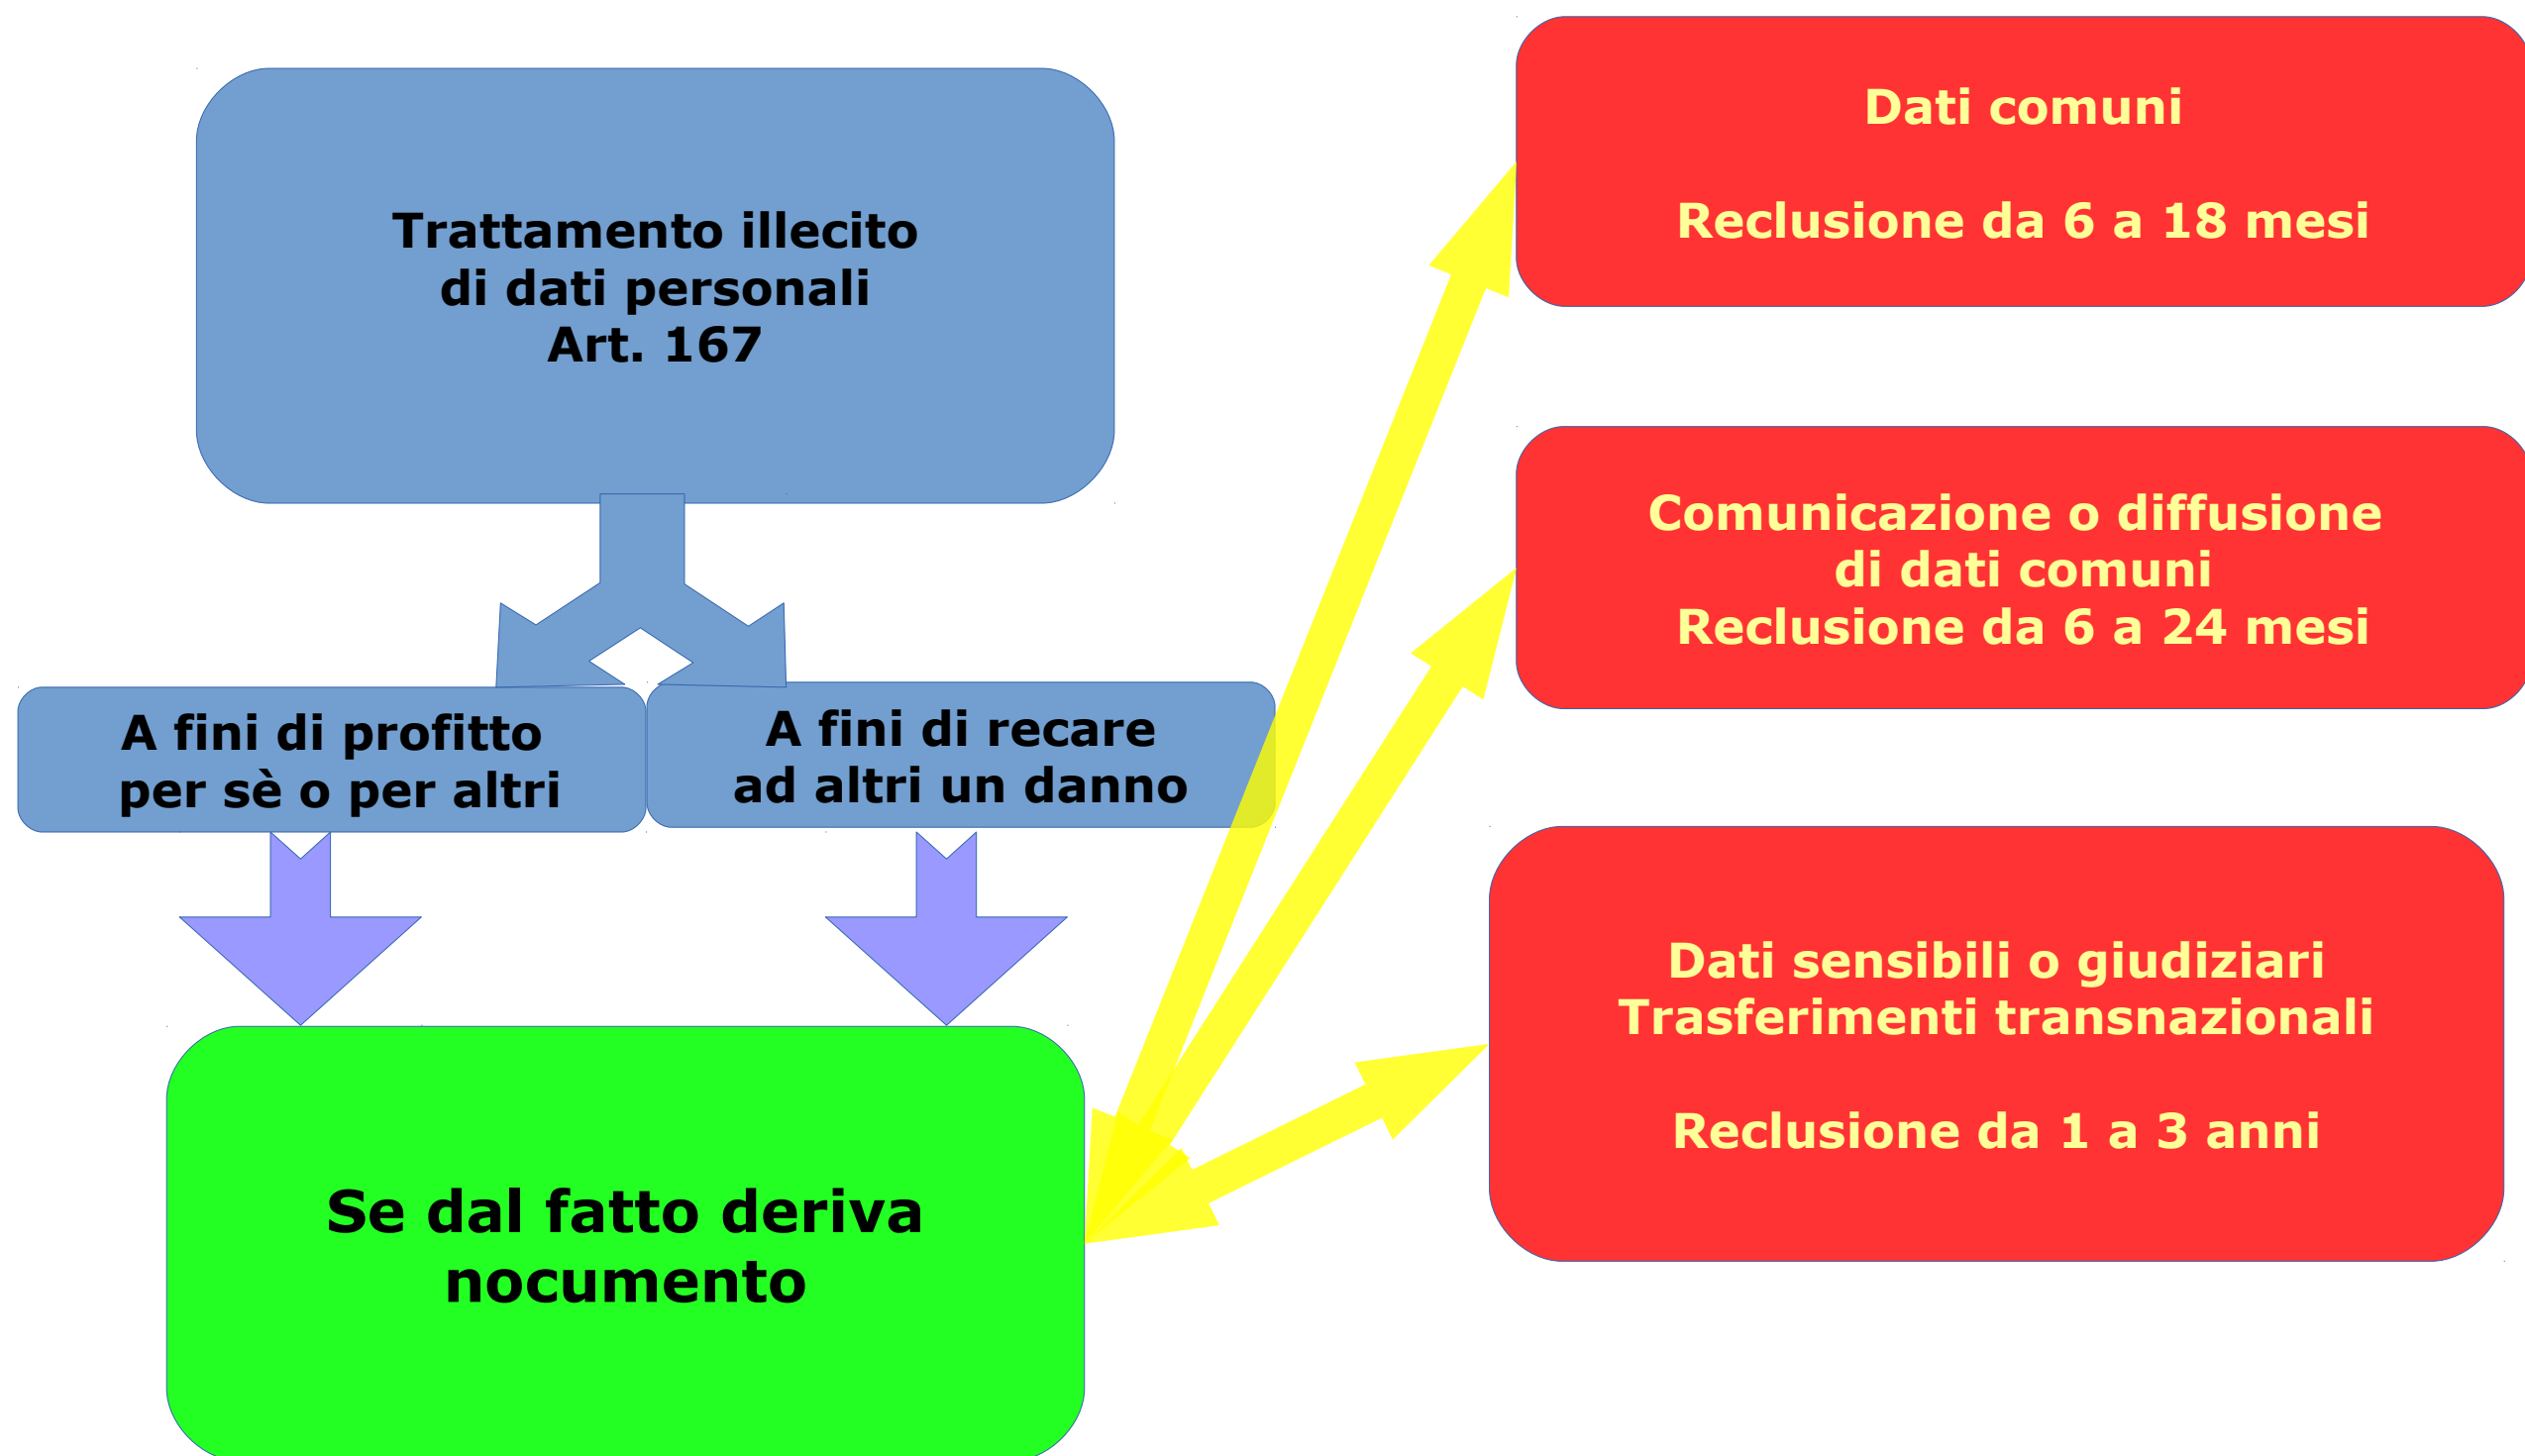 Trattamento illecito
di dati personali
Art. 167
A fini di profitto
per sè o per altri
A fini di recare
ad altri un danno
Se dal fatto deriva
nocumento
Dati comuni
Reclusione da 6 a 18 mesi
Comunicazione o diffusione
di dati comuni
Reclusione da 6 a 24 mesi
Dati sensibili o giudiziari
Trasferimenti transnazionali
Reclusione da 1 a 3 anni